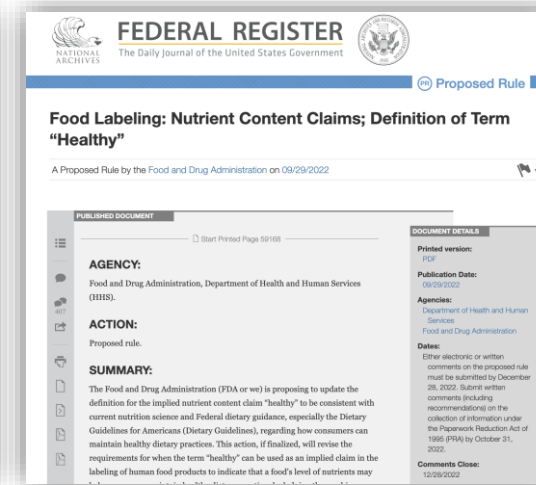 NATIONAL
ARCHIVES
FEDERAL REGISTER
The Daily Journal of the United States Government
PR Proposed Rule
Food Labeling: Nutrient Content Claims; Definition of Term
“Healthy”
A Proposed Rule by the Food and Drug Administration on 09/29/2022
PUBLISHED DOCUMENT
Start Printed Page 59168
AGENCY:
Food and Drug Administration, Department of Health and Human Services
(HHS).
ACTION:
Proposed rule.
SUMMARY:
The Food and Drug Administration (FDA or we) is proposing to update the
definition for the implied nutrient content claim “healthy” to be consistent with
current nutrition science and Federal dietary guidance, especially the Dietary
Guidelines for Americans (Dietary Guidelines), regarding how consumers can
maintain healthy dietary practices. This action, if finalized, will revise the
requirements for when the term “healthy” can be used as an implied claim in the
labeling of human food products to indicate that a food’s level of nutrients may
DOCUMENT DETAILS
Printed version:
PDF
Publication Date:
09/29/2022
Agencies:
Department of Health and Human
Services
Food and Drug Administration
Dates:
Either electronic or written
comments on the proposed rule
must be submitted by December
28, 2022. Submit written
comments (including
recommendations) on the
collection of information under
the Paperwork Reduction Act of
1995 (PRA) by October 31,
2022.
Comments Close:
12/28/2022